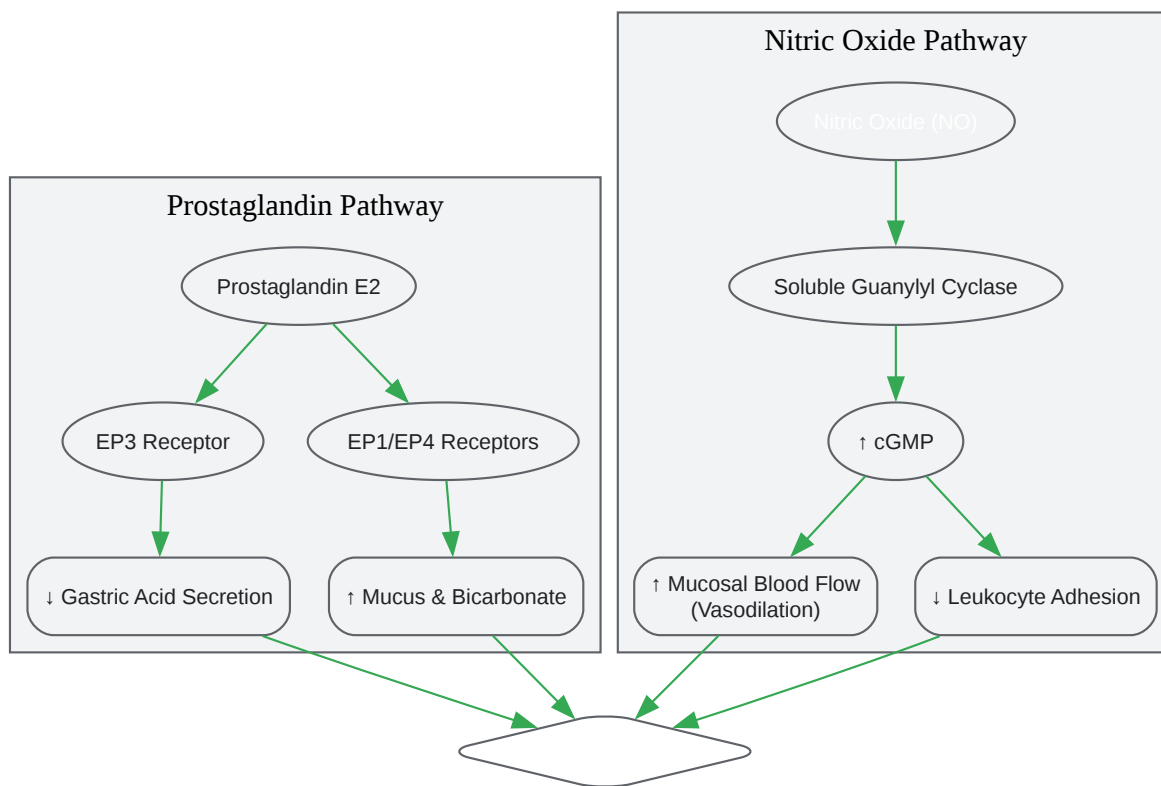 Nitric Oxide Pathway
Nitric Oxide (NO)
Prostaglandin Pathway
Prostaglandin E2
Soluble Guanylyl Cyclase
EP3 Receptor
EP1/EP4 Receptors
↑ cGMP
↓ Gastric Acid Secretion
↑ Mucus & Bicarbonate
↑ Mucosal Blood Flow
(Vasodilation)
↓ Leukocyte Adhesion